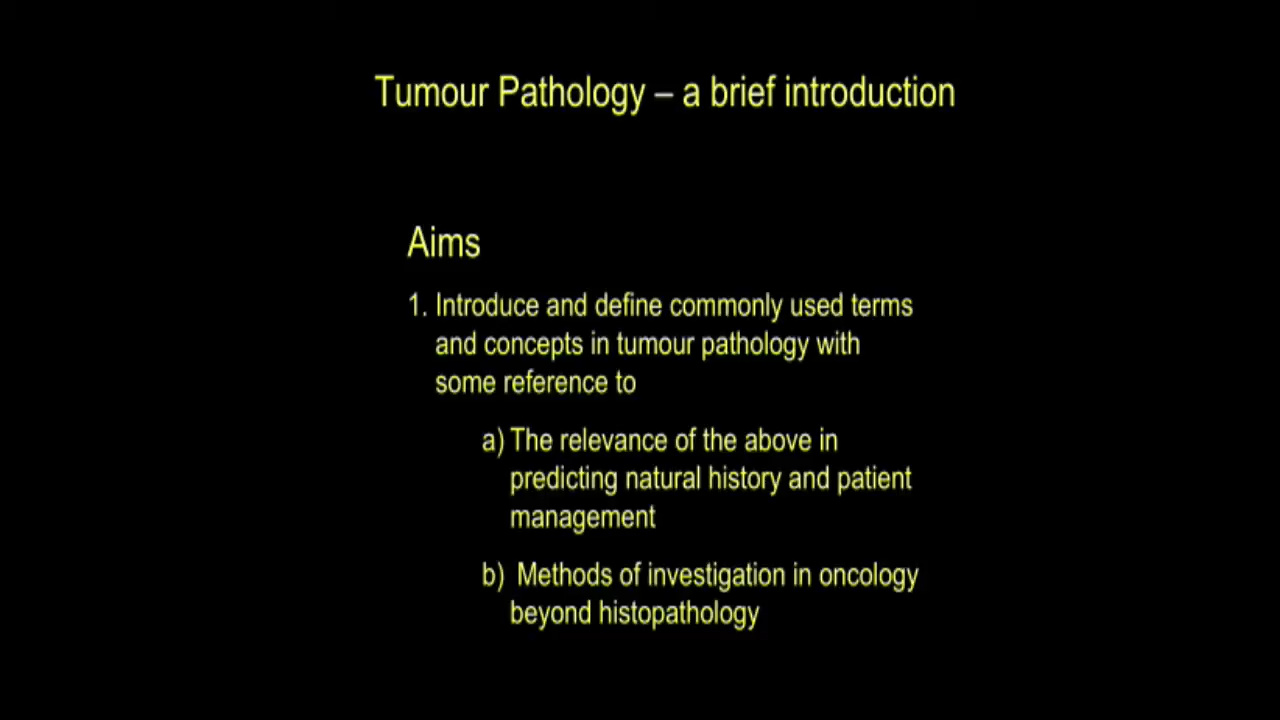 Tumour Pathology – a brief introduction
Aims
1. Introduce and define commonly used terms
and concepts in tumour pathology with
some reference to
a) The relevance of the above in
predicting natural history and patient
management
b) Methods of investigation in oncology
beyond histopathology